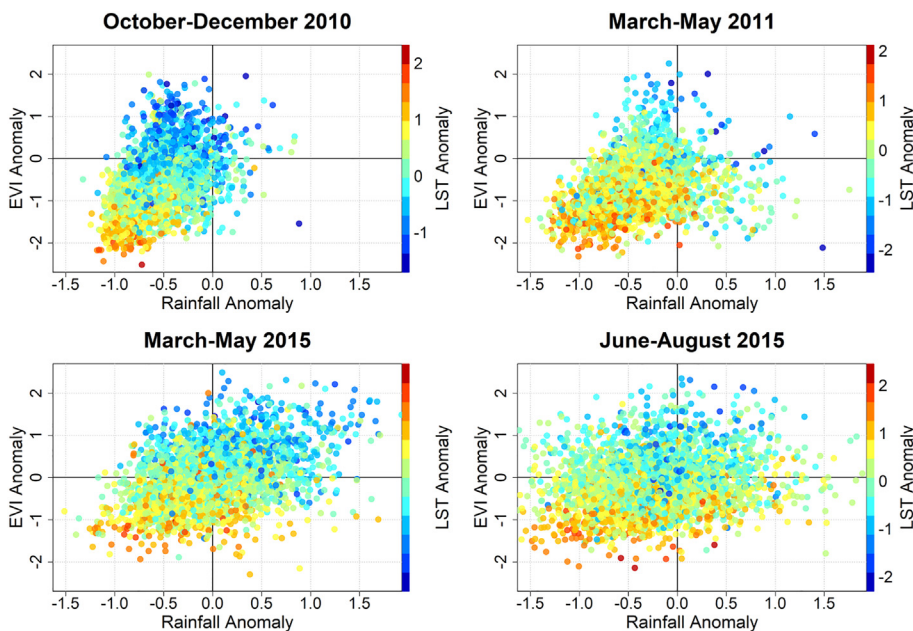 October-December 2010
March-May 2011
2
1
0
-1
-2
EVI Anomaly
2
1
0
-1
LST Anomaly
-1.5 -1.0 -0.5 0.0 0.5 1.0 1.5
Rainfall Anomaly
2
1
0
-1
-2
EVI Anomaly
2
1
0
-1
-2
LST Anomaly
-1.5 -1.0 -0.5 0.0 0.5 1.0 1.5
Rainfall Anomaly
March-May 2015
June-August 2015
2
1
0
-1
-2
EVI Anomaly
LST Anomaly
-1.5 -1.0 -0.5 0.0 0.5 1.0 1.5
Rainfall Anomaly
2
1
0
-1
-2
EVI Anomaly
2
1
0
-1
-2
LST Anomaly
-1.5 -1.0 -0.5 0.0 0.5 1.0 1.5
Rainfall Anomaly